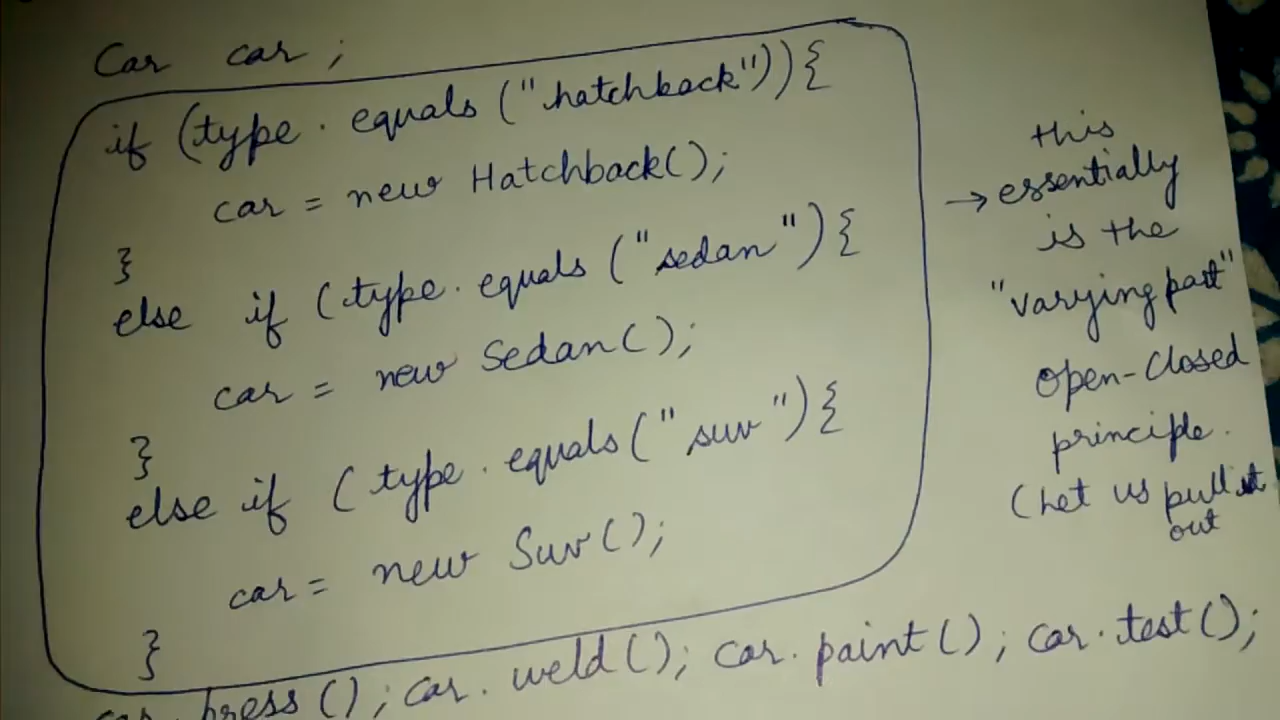 Car car ;
if (type . equals ("hatchback")){
car = new Hatchback();
}
else if (type . equals ("sedan"){
car = new Sedan();
}
else if (type . equals ("suv"){
car = new Suv();
}
car . press(); car . weld(); car. paint(); car. test();
this
→ essentially
is the
"varying part"
Open-Closed
principle.
(Let us pull it
out